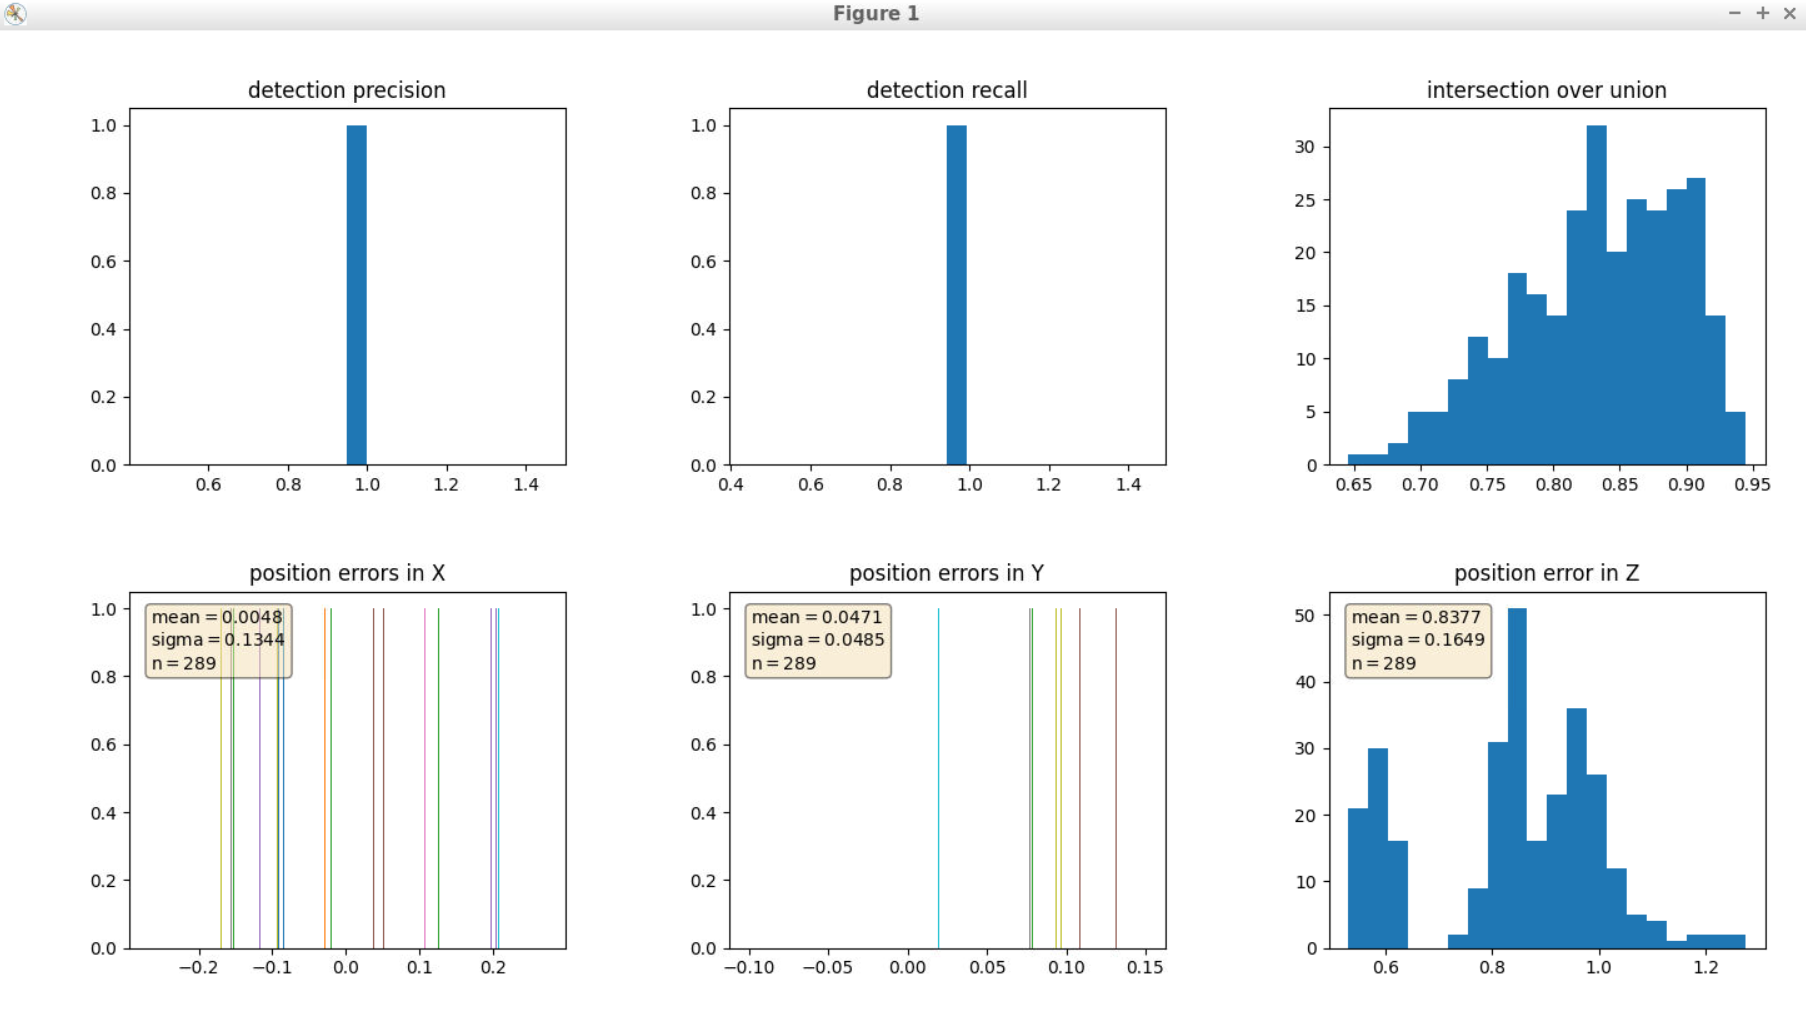 Figure 1
detection precision
1.0
0.8
0.6
0.4
0.2
0.0
0.6 0.8 1.0 1.2 1.4
detection recall
1.0
0.8
0.6
0.4
0.2
0.0
0.4 0.6 0.8 1.0 1.2 1.4
intersection over union
30
25
20
15
10
5
0
0.65 0.70 0.75 0.80 0.85 0.90 0.95
position errors in X
mean = 0.0048
sigma = 0.1344
n = 289
1.0
0.8
0.6
0.4
0.2
0.0
−0.2 −0.1 0.0 0.1 0.2
position errors in Y
mean = 0.0471
sigma = 0.0485
n = 289
1.0
0.8
0.6
0.4
0.2
0.0
−0.10 −0.05 0.00 0.05 0.10 0.15
position error in Z
mean = 0.8377
sigma = 0.1649
n = 289
50
40
30
20
10
0
0.6 0.8 1.0 1.2